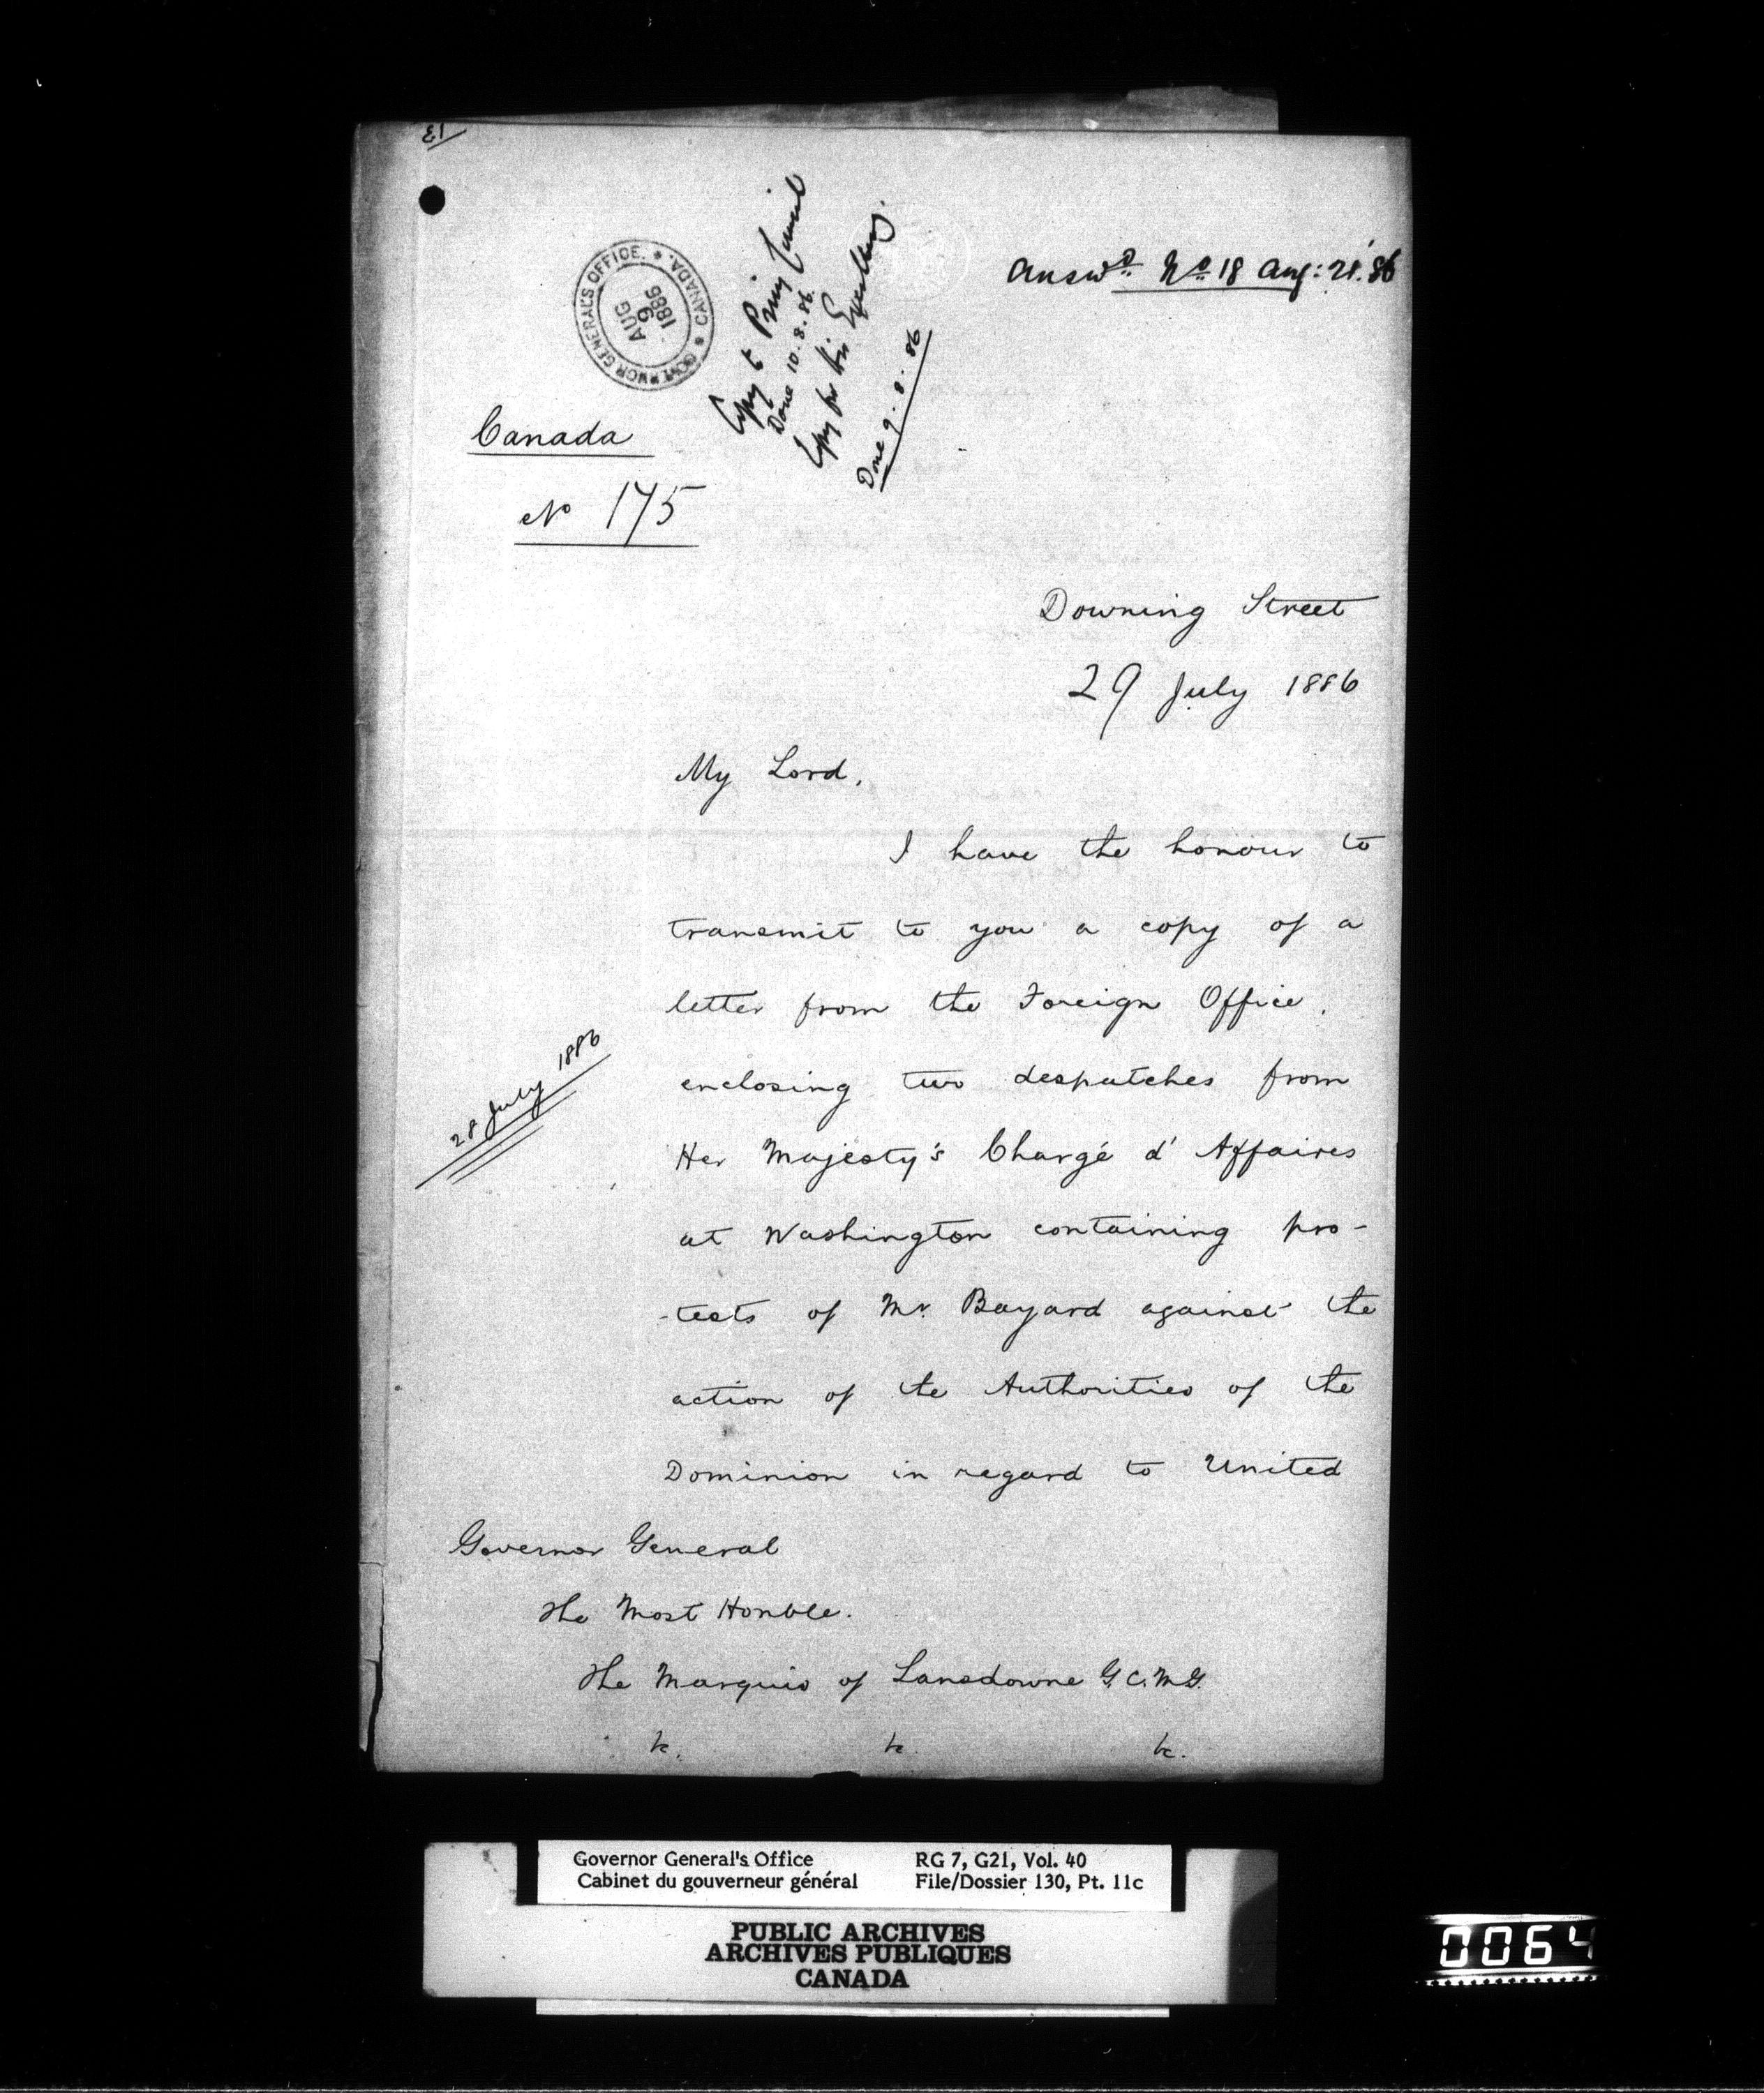 GOVERNOR GENERAL'S OFFICE. * CANADA. *
AUG
9
1886
Copy to Privy Council
Done 10.8.86.
Copy for His Excellency.
Done 9.8.86
Answd. No 18 Aug: 21. 86
Canada
No 175
Downing Street
29 July 1886
My Lord,
I have the honour to
transmit to you a copy of a
letter from the Foreign Office,
28 July 1886
enclosing two despatches from
Her Majesty's Chargé d'Affaires
at Washington containing pro-
-tests of Mr. Bayard against the
action of the Authorities of the
Dominion in regard to United
Governor General
The Most Honble.
The Marquis of Lansdowne G.C.M.G.
&c. &c. &c.
Governor General's Office
Cabinet du gouverneur général
RG 7, G21, Vol. 40
File/Dossier 130, Pt. 11c
PUBLIC ARCHIVES
ARCHIVES PUBLIQUES
CANADA
0064